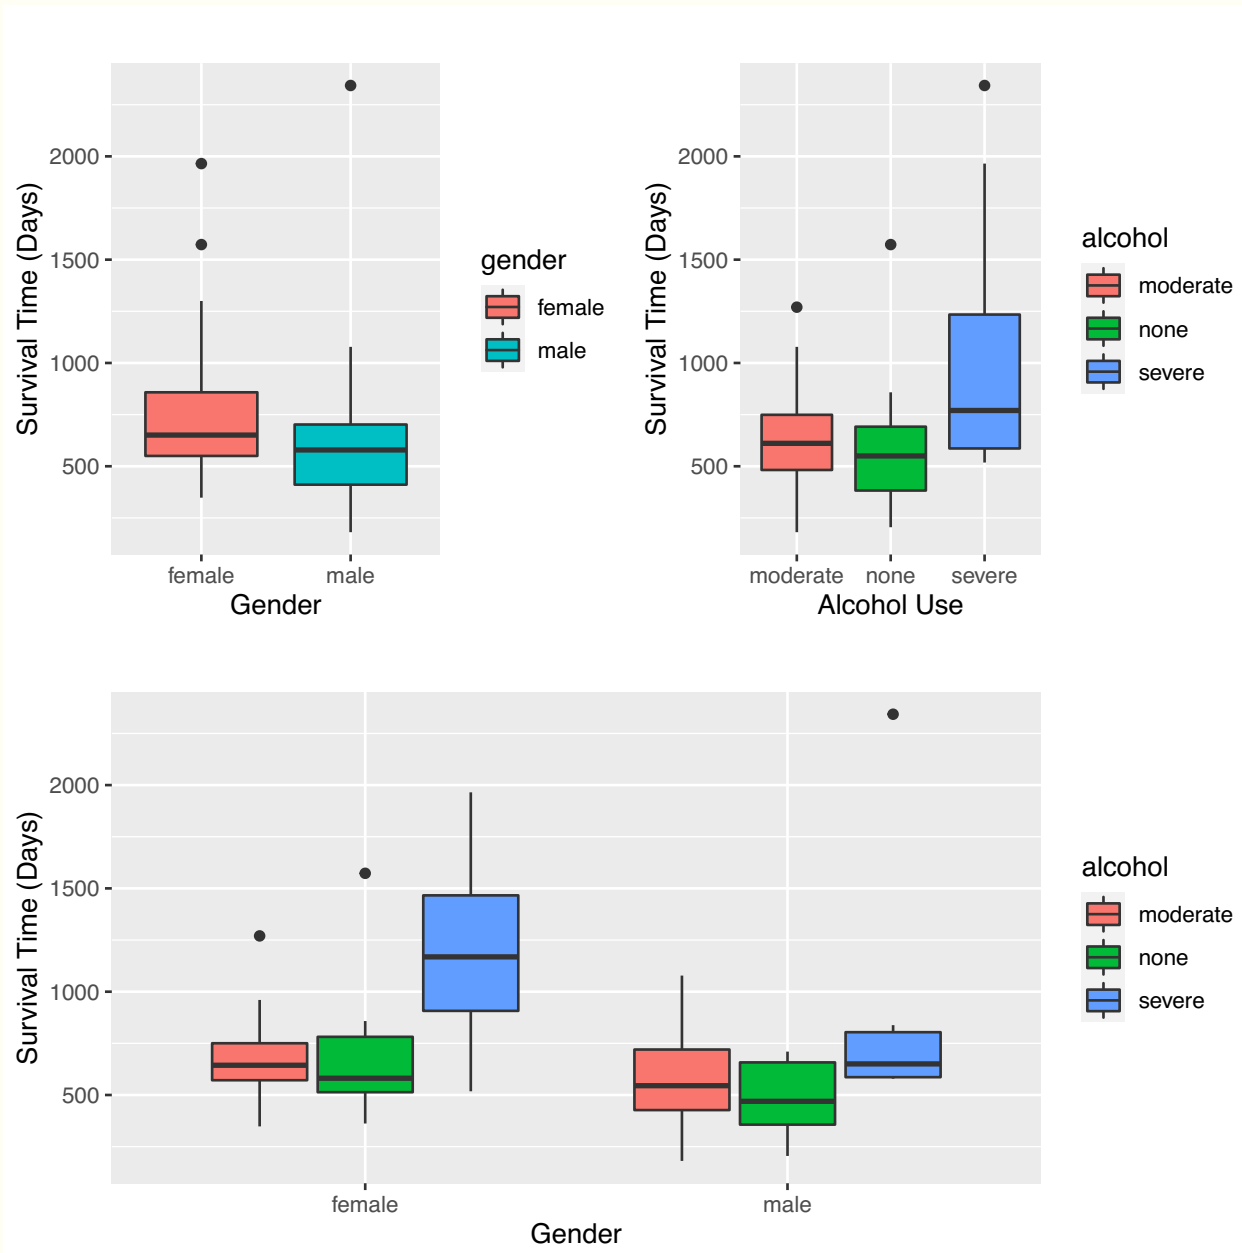 Survival Time (Days)
2000
1500
1000
500
female
male
Gender
gender
female
male
Survival Time (Days)
2000
1500
1000
500
moderate
none
severe
Alcohol Use
alcohol
moderate
none
severe
Survival Time (Days)
2000
1500
1000
500
female
male
Gender
alcohol
moderate
none
severe